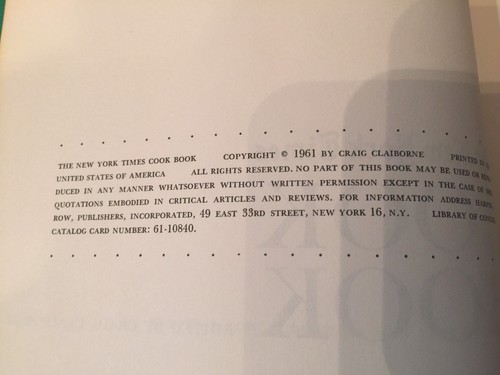 THE NEW YORK TIMES COOK BOOK COPYRIGHT © 1961 BY CRAIG CLAIBORNE PRINTED
UNITED STATES OF AMERICA ALL RIGHTS RESERVED. NO PART OF THIS BOOK MAY BE USED OR
DUCED IN ANY MANNER WHATSOEVER WITHOUT WRITTEN PERMISSION EXCEPT IN THE CASE OF
QUOTATIONS EMBODIED IN CRITICAL ARTICLES AND REVIEWS. FOR INFORMATION ADDRESS
ROW, PUBLISHERS, INCORPORATED, 49 EAST 33RD STREET, NEW YORK 16, N.Y. LIBRARY OF
CATALOG CARD NUMBER: 61-10840.